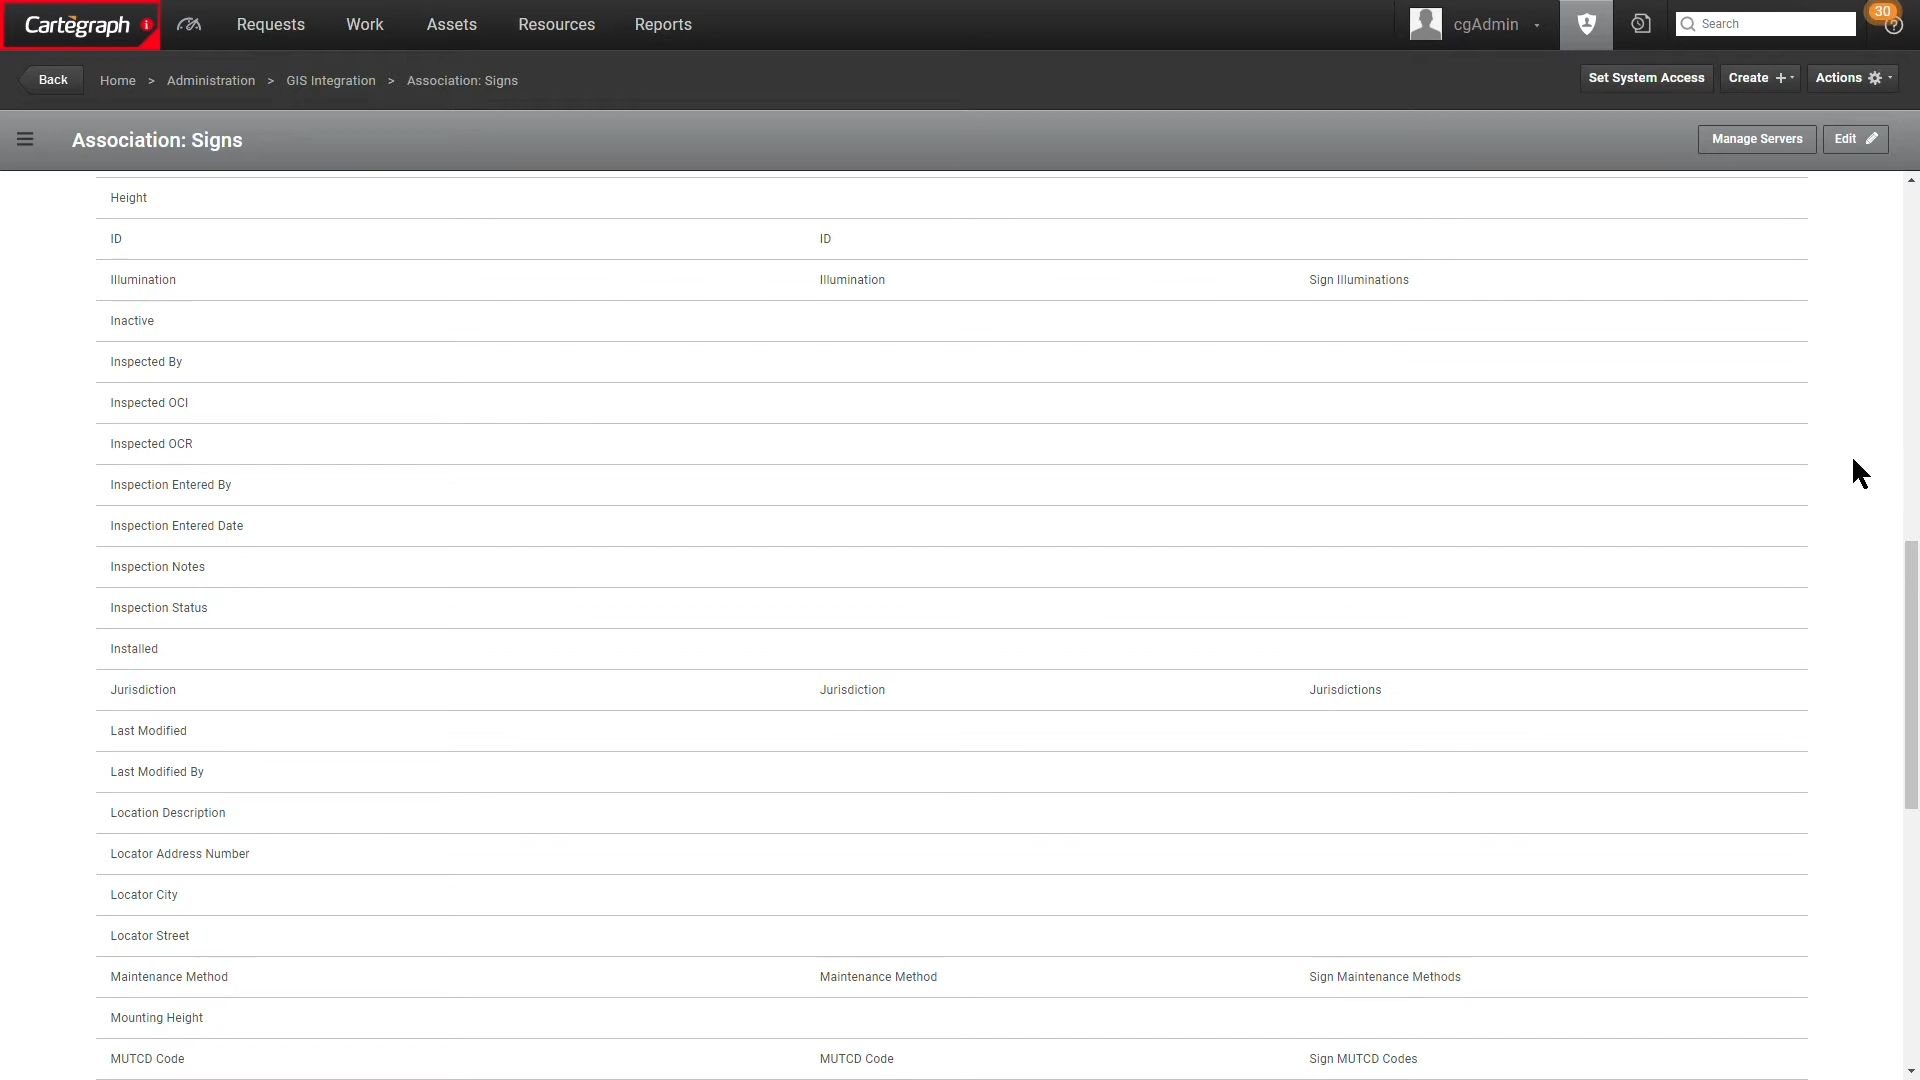 Cartêgraph
Requests Work Assets Resources Reports cgAdmin Search 30
Back Home > Administration > GIS Integration > Association: Signs Set System Access Create + Actions
Association: Signs Manage Servers Edit
Height
ID ID
Illumination Illumination Sign Illuminations
Inactive
Inspected By
Inspected OCI
Inspected OCR
Inspection Entered By
Inspection Entered Date
Inspection Notes
Inspection Status
Installed
Jurisdiction Jurisdiction Jurisdictions
Last Modified
Last Modified By
Location Description
Locator Address Number
Locator City
Locator Street
Maintenance Method Maintenance Method Sign Maintenance Methods
Mounting Height
MUTCD Code MUTCD Code Sign MUTCD Codes